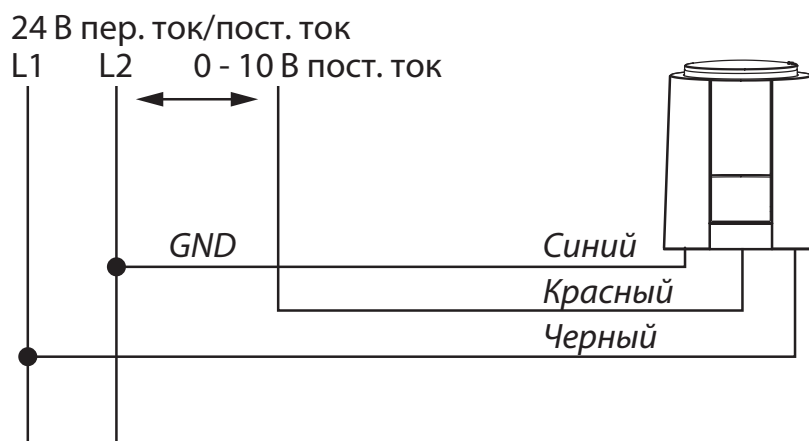 24 В пер. ток/пост. ток
L1 L2 0 - 10 В пост. ток
GND Синий
Красный
Черный